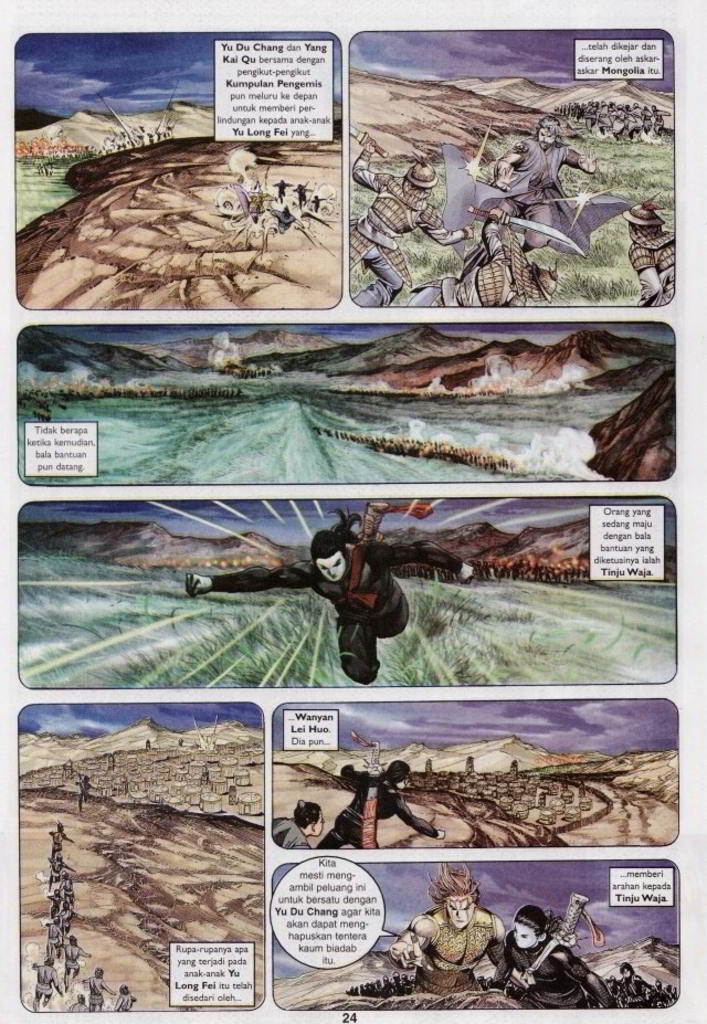 Yu Du Chang dan Yang
Kai Qu bersama dengan
pengikut-pengikut
Kumpulan Pengemis
pun meluru ke depan
untuk memberi per-
lindungan kepada anak-anak
Yu Long Fei yang...
...telah dikejar dan
diserang oleh askar-
askar Mongolia itu.
Tidak berapa
ketika kemudian,
bala bantuan
pun datang.
Orang yang
sedang maju
dengan bala
bantuan yang
diketuainya ialah
Tinju Waja.
Rupa-rupanya apa
yang terjadi pada
anak-anak Yu
Long Fei itu telah
disedari oleh...
...Wanyan
Lei Huo.
Dia pun...
Kita
mesti meng-
ambil peluang ini
untuk bersatu dengan
Yu Du Chang agar kita
akan dapat meng-
hapuskan tentera
kaum biadab
itu.
...memberi
arahan kepada
Tinju Waja.
24